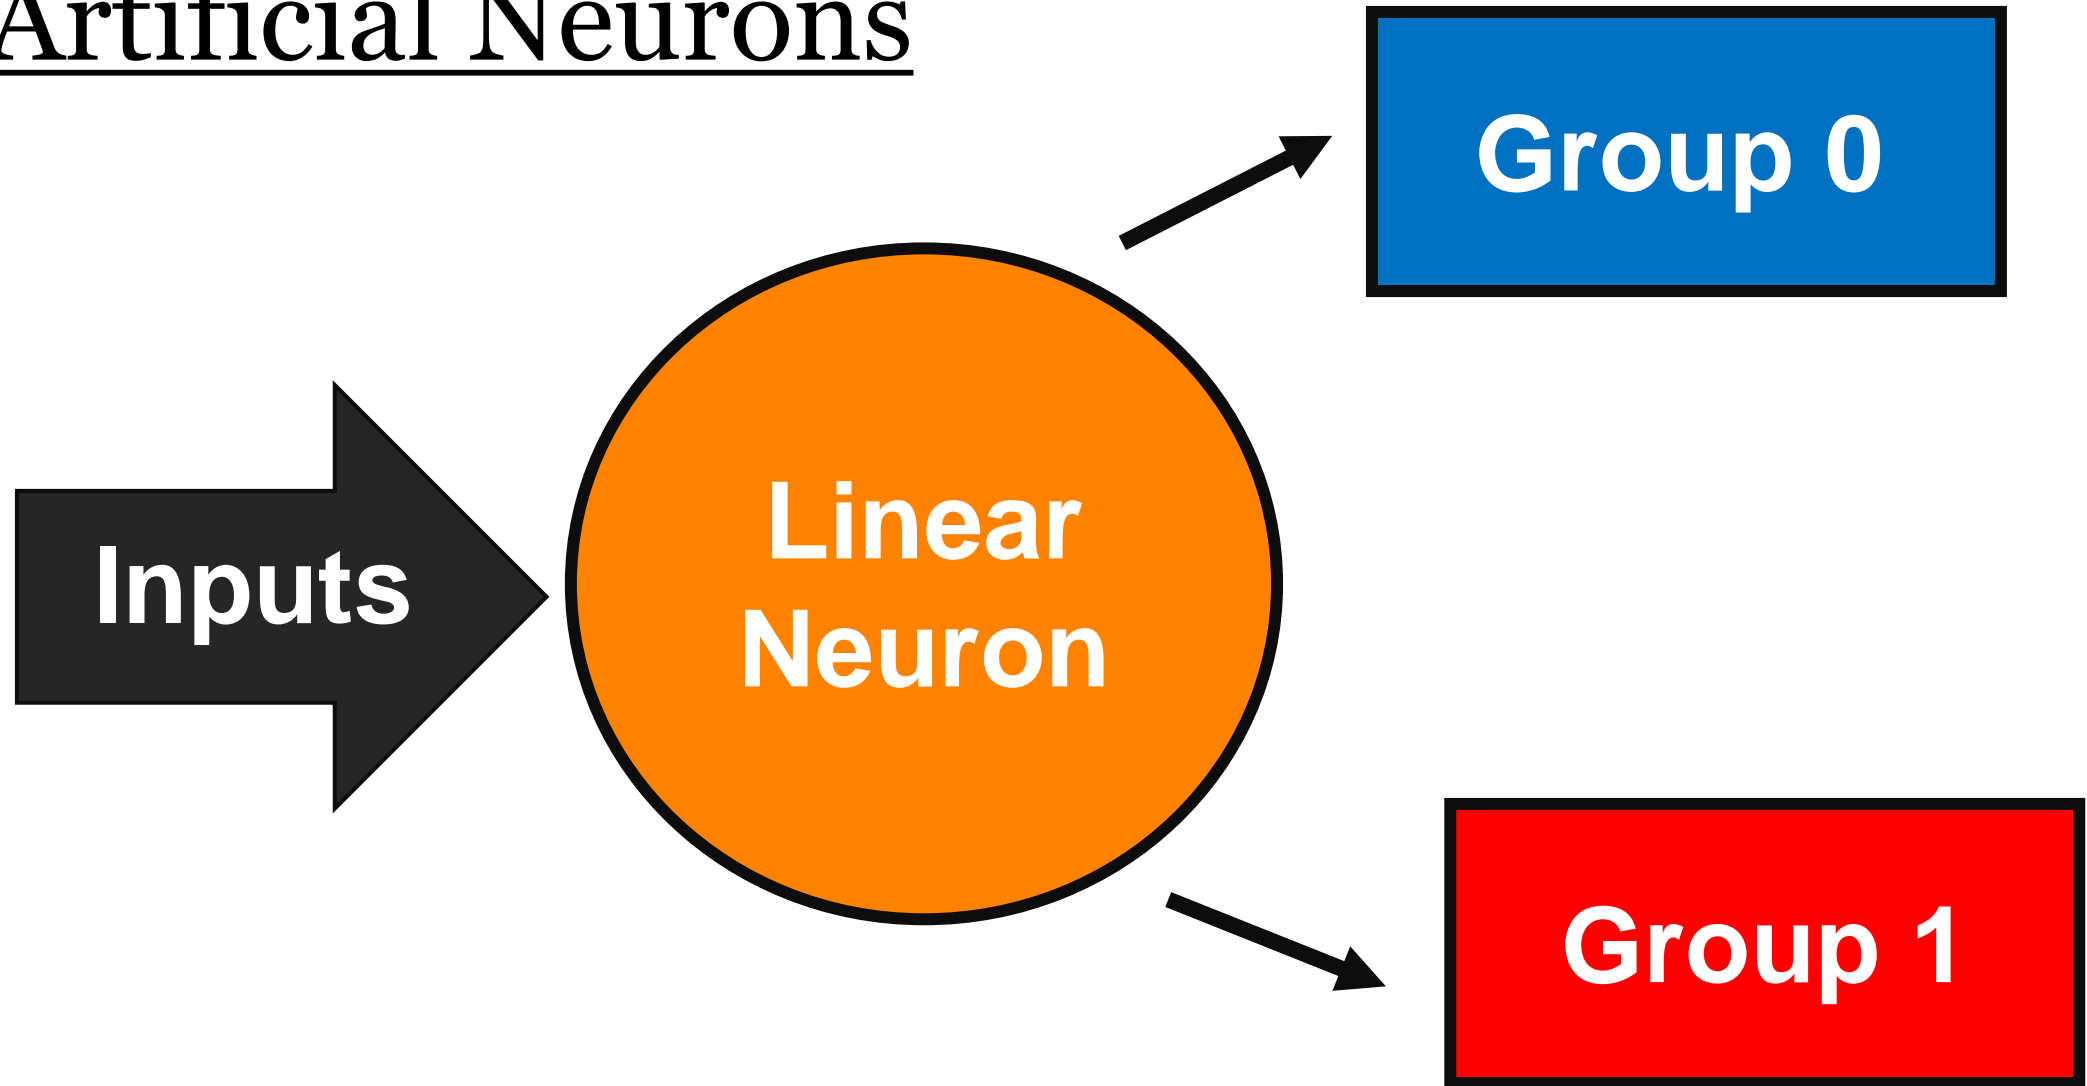 Artificial Neurons
Group 0
Inputs
Linear
Neuron
Group 1